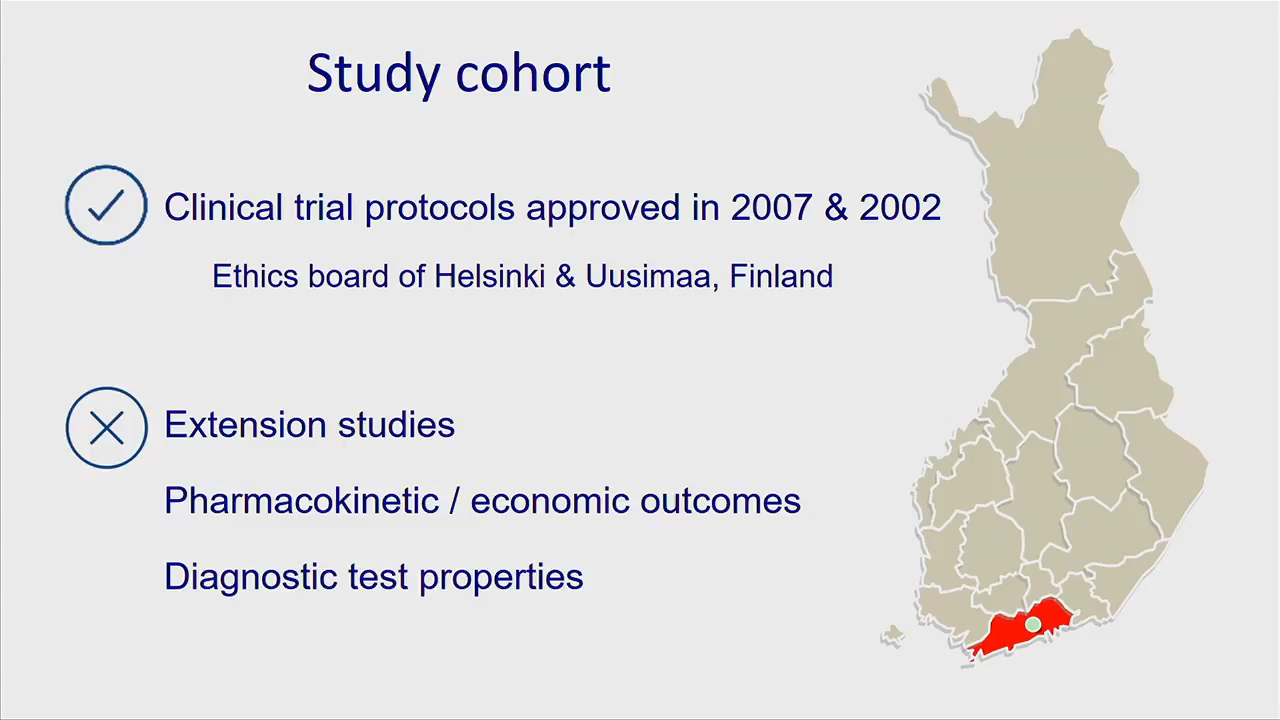 Study cohort
Clinical trial protocols approved in 2007 & 2002
Ethics board of Helsinki & Uusimaa, Finland
Extension studies
Pharmacokinetic / economic outcomes
Diagnostic test properties